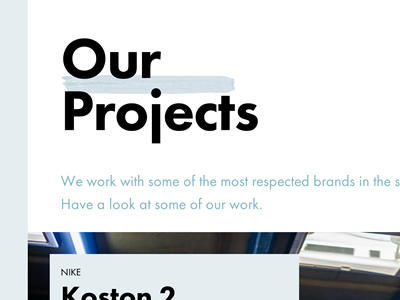 Our
Projects
We work with some of the most respected brands in the s
Have a look at some of our work.
NIKE
Koston 2